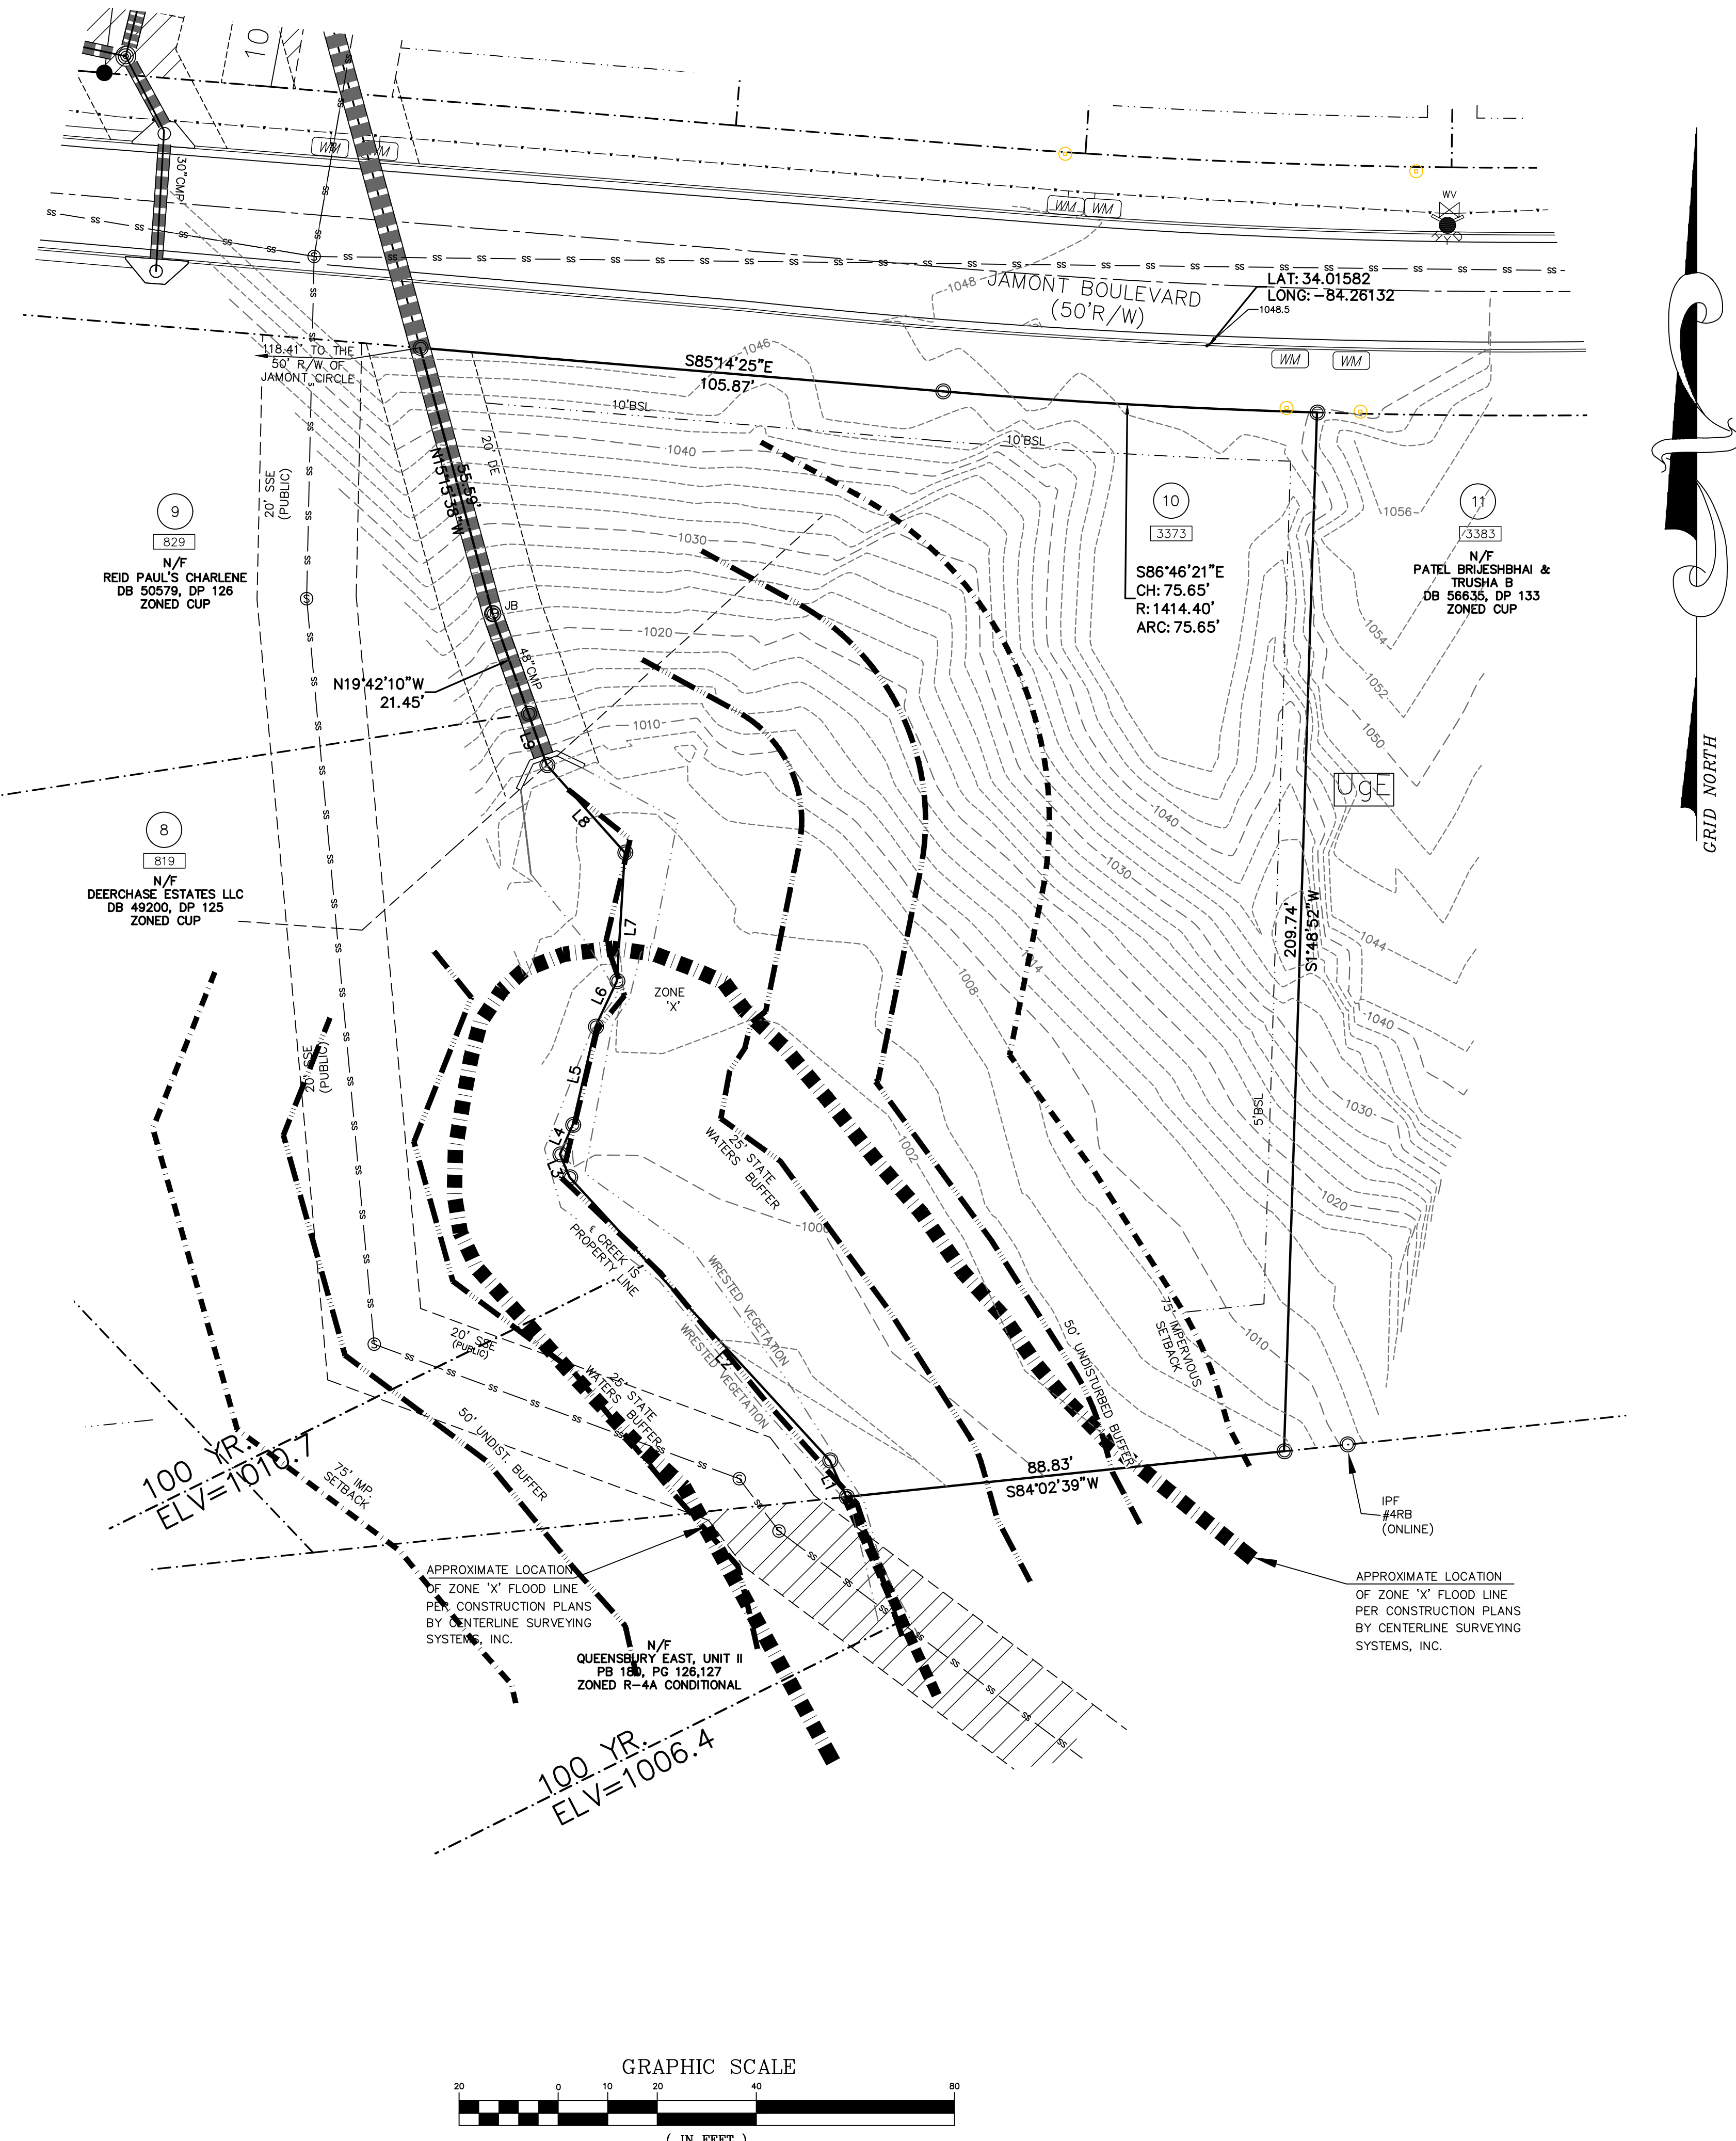 10
30"CMP
WM
WM
WM
WM
WV
JAMONT BOULEVARD
(50'R/W)
LAT: 34.01582
LONG: -84.26132
1048.5
1048
WM
WM
118.41' TO THE
50' R/W OF
JAMONT CIRCLE
S85°14'25"E
105.87'
1046
10'BSL
10'BSL
20' DE
1040
N15°15'38"W
55.59'
20' SSE
(PUBLIC)
9
829
N/F
REID PAUL'S CHARLENE
DB 50579, DP 126
ZONED CUP
10
3373
S86°46'21"E
CH: 75.65'
R: 1414.40'
ARC: 75.65'
11
3383
N/F
PATEL BRIJESHBHAI &
TRUSHA B
DB 56635, DP 133
ZONED CUP
1056
1054
1052
1050
1030
JB
1020
48"CMP
N19°42'10"W
21.45'
1010
L9
UgE
GRID NORTH
8
819
N/F
DEERCHASE ESTATES LLC
DB 49200, DP 125
ZONED CUP
L8
L7
L6
L5
L4
L3
ZONE
'X'
1040
1030
1014
1008
1002
209.74'
S1°48'52"W
1044
1040
1030
1020
1010
5'BSL
20' SSE
(PUBLIC)
25' STATE
WATERS BUFFER
1000
℄ CREEK IS
PROPERTY LINE
WRESTED VEGETATION
WRESTED VEGETATION
L2
20' SSE
(PUBLIC)
25' STATE
WATERS BUFFER
50' UNDISTURBED BUFFER
75' IMPERVIOUS
SETBACK
50' UNDIST. BUFFER
75' IMP.
SETBACK
100 YR.
ELV=1010.7
L1
88.83'
S84°02'39"W
IPF
#4RB
(ONLINE)
APPROXIMATE LOCATION
OF ZONE 'X' FLOOD LINE
PER CONSTRUCTION PLANS
BY CENTERLINE SURVEYING
SYSTEMS, INC.
APPROXIMATE LOCATION
OF ZONE 'X' FLOOD LINE
PER CONSTRUCTION PLANS
BY CENTERLINE SURVEYING
SYSTEMS, INC.
N/F
QUEENSBURY EAST, UNIT II
PB 180, PG 126,127
ZONED R-4A CONDITIONAL
100 YR.
ELV=1006.4
GRAPHIC SCALE
20 0 10 20 40 80
( IN FEET )